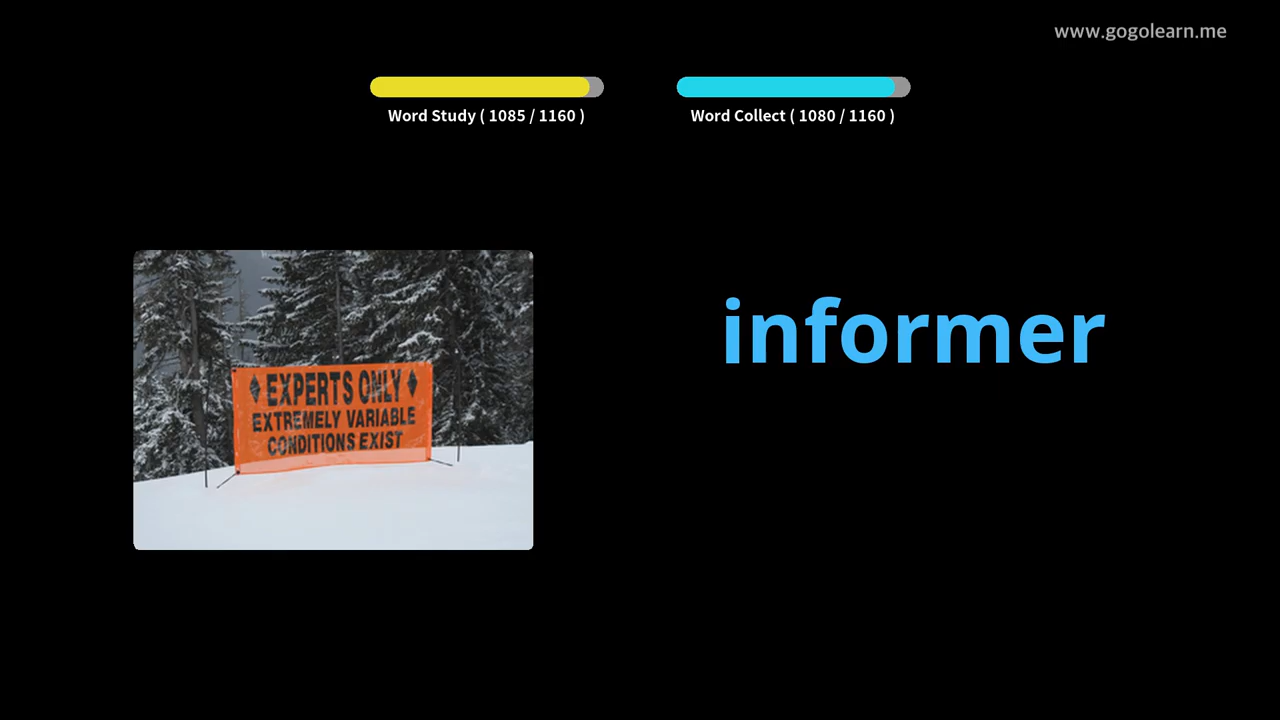 www.gogolearn.me
Word Study ( 1085 / 1160 )
Word Collect ( 1080 / 1160 )
EXPERTS ONLY
EXTREMELY VARIABLE
CONDITIONS EXIST
informer